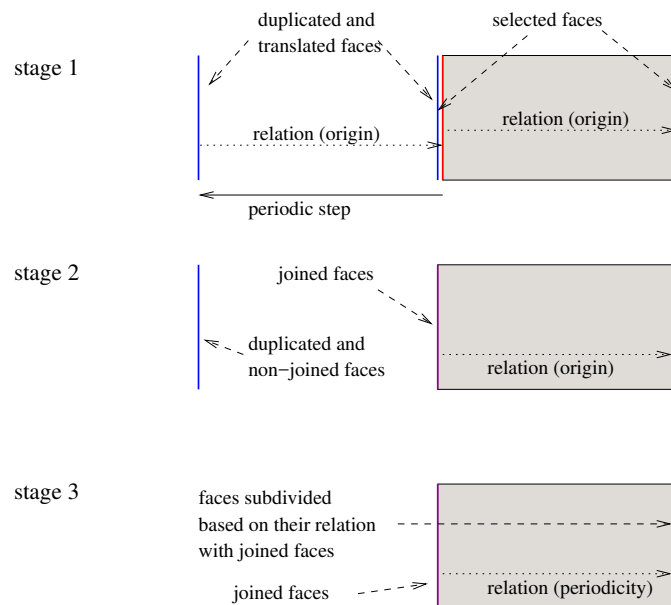 stage 1
duplicated and
translated faces
selected faces
relation (origin)
relation (origin)
periodic step
stage 2
joined faces
duplicated and
non−joined faces
relation (origin)
stage 3
faces subdivided
based on their relation
with joined faces
joined faces
relation (periodicity)